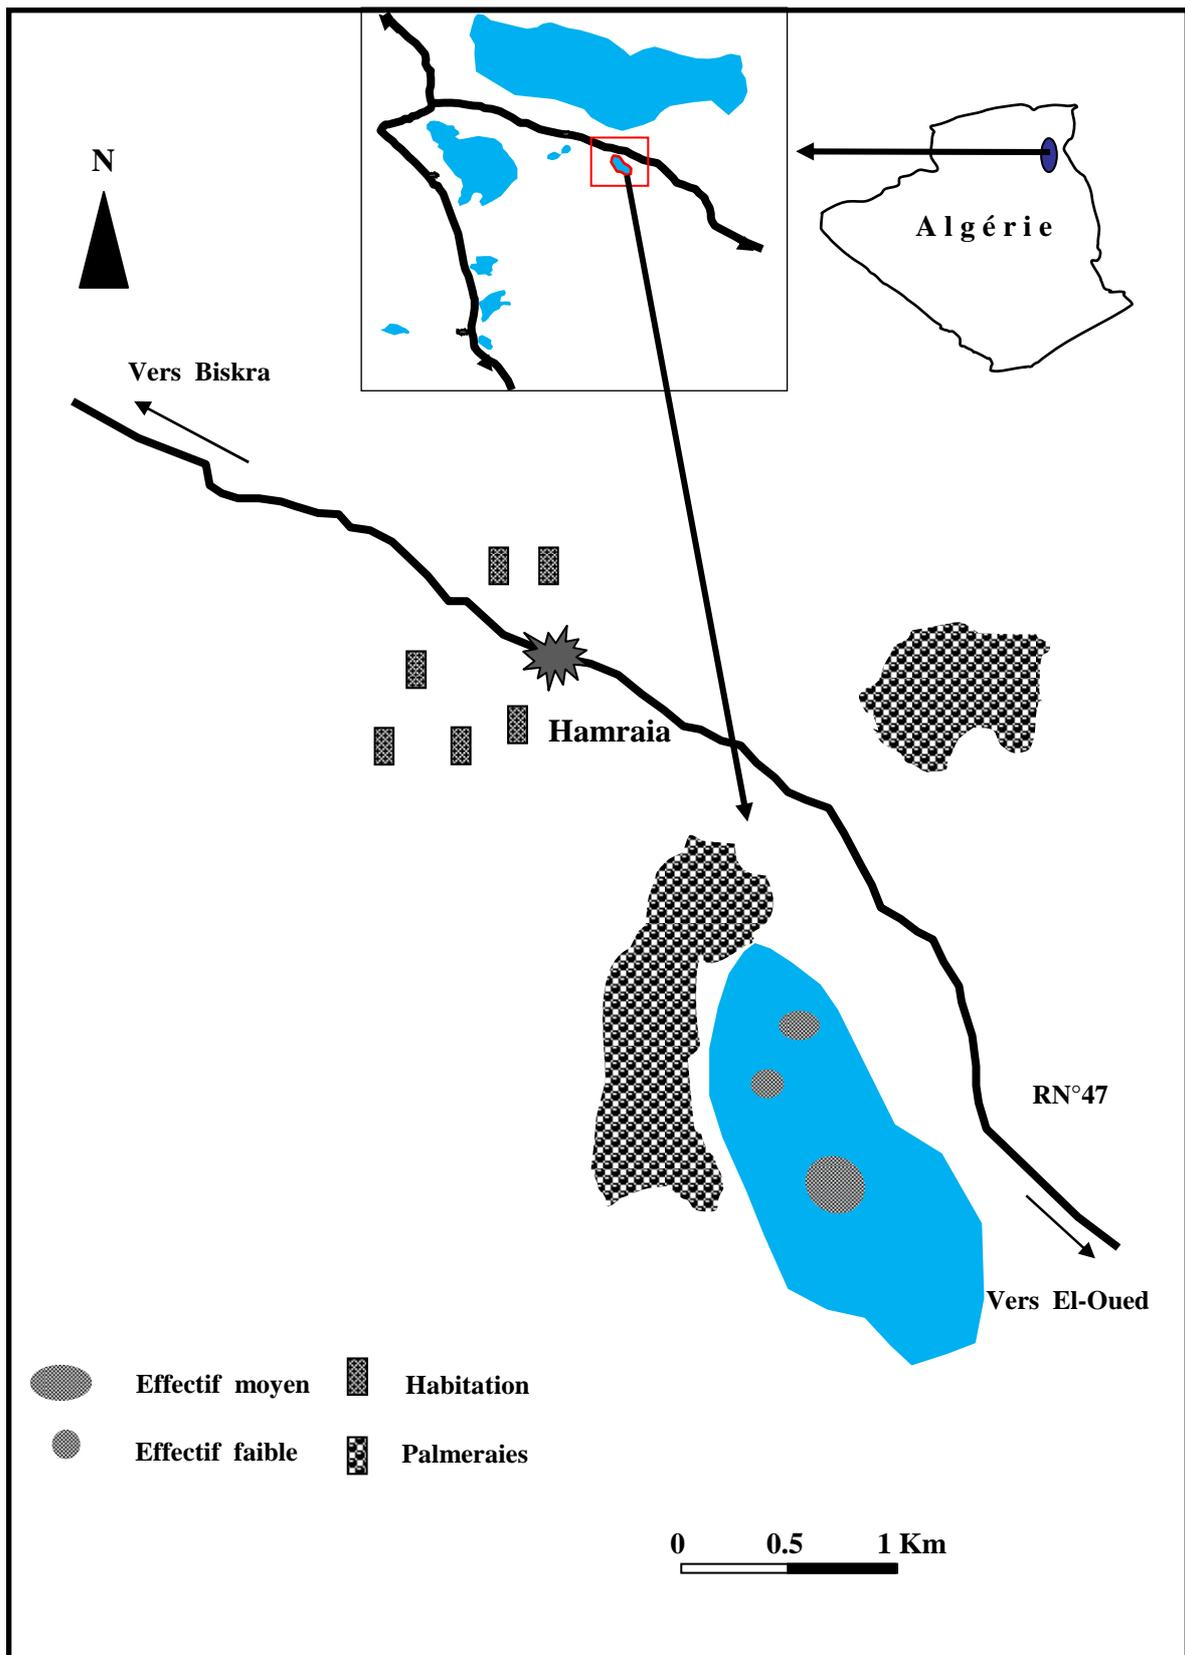 N
Algérie
Vers Biskra
Hamraia
RN°47
Vers El-Oued
Effectif moyen
Habitation
Effectif faible
Palmeraies
0 0.5 1 Km